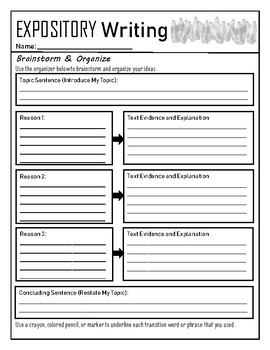 EXPOSITORY Writing
Name:
Brainstorm & Organize
Use the organizer below to brainstorm and organize your ideas.
Topic Sentence (Introduce My Topic):
Reason 1:
Text Evidence and Explanation
Reason 2:
Text Evidence and Explanation
Reason 3:
Text Evidence and Explanation
Concluding Sentence (Restate My Topic):
Use a crayon, colored pencil, or marker to underline each transition word or phrase that you used.